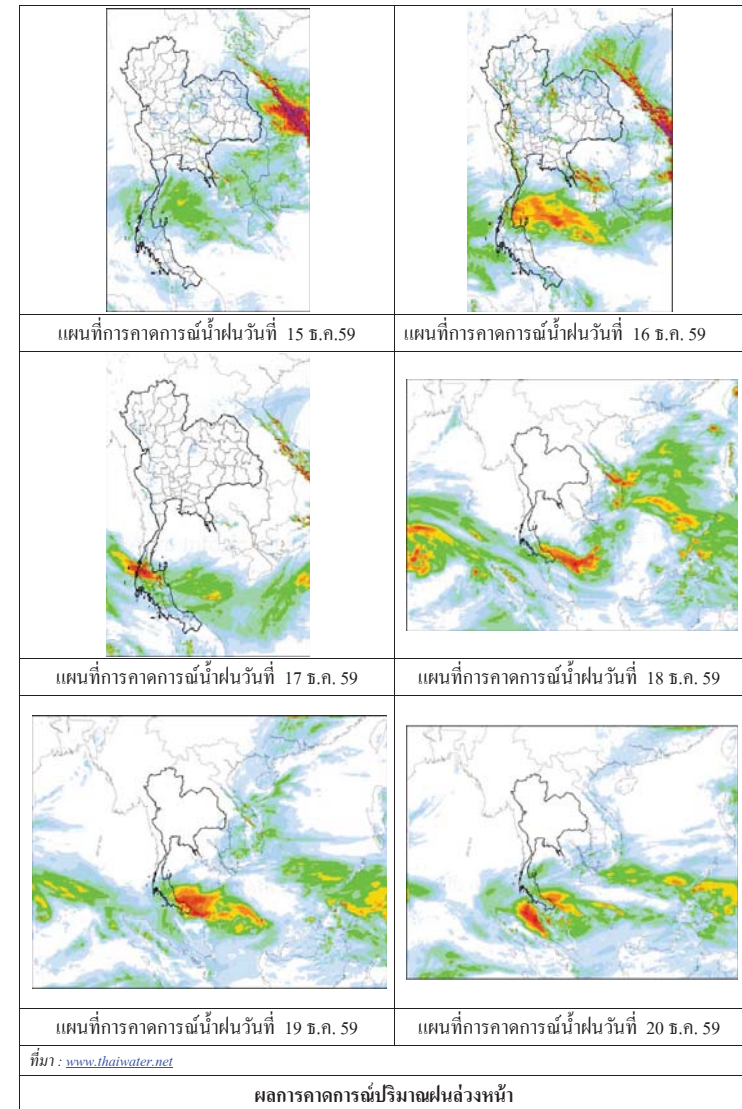 แผนที่การคาดการณ์น้ำฝนวันที่ 15 ธ.ค.59
แผนที่การคาดการณ์น้ำฝนวันที่ 16 ธ.ค. 59
แผนที่การคาดการณ์น้ำฝนวันที่ 17 ธ.ค. 59
แผนที่การคาดการณ์น้ำฝนวันที่ 18 ธ.ค. 59
แผนที่การคาดการณ์น้ำฝนวันที่ 19 ธ.ค. 59
แผนที่การคาดการณ์น้ำฝนวันที่ 20 ธ.ค. 59
ที่มา : www.thaiwater.net
ผลการคาดการณ์ปริมาณฝนล่วงหน้า